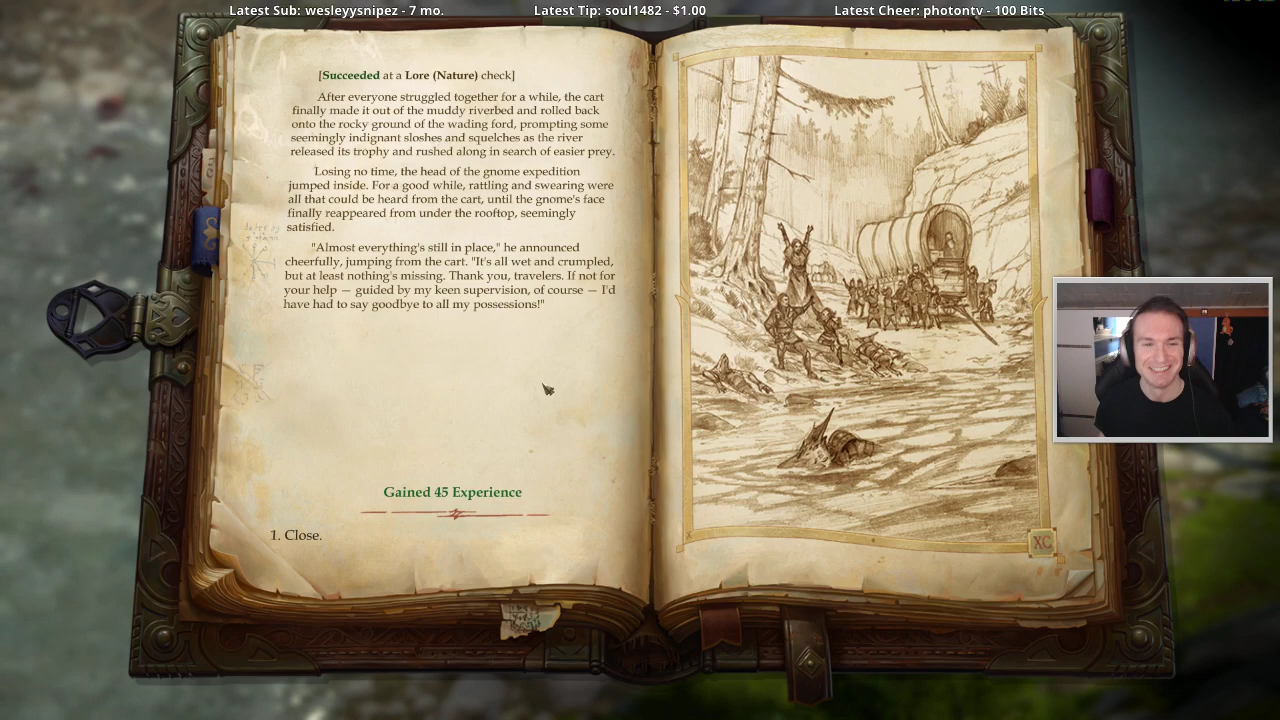 Latest Sub: wesleyysnipez - 7 mo.
Latest Tip: soul1482 - $1.00
Latest Cheer: photontv - 100 Bits
[Succeeded at a Lore (Nature) check]
After everyone struggled together for a while, the cart
finally made it out of the muddy riverbed and rolled back
onto the rocky ground of the wading ford, prompting some
seemingly indignant sloshes and squelches as the river
released its trophy and rushed along in search of easier prey.
Losing no time, the head of the gnome expedition
jumped inside. For a good while, rattling and swearing were
all that could be heard from the cart, until the gnome's face
finally reappeared from under the rooftop, seemingly
satisfied.
"Almost everything's still in place," he announced
cheerfully, jumping from the cart. "It's all wet and crumpled,
but at least nothing's missing. Thank you, travelers. If not for
your help — guided by my keen supervision, of course — I'd
have had to say goodbye to all my possessions!"
Gained 45 Experience
1. Close.
XC